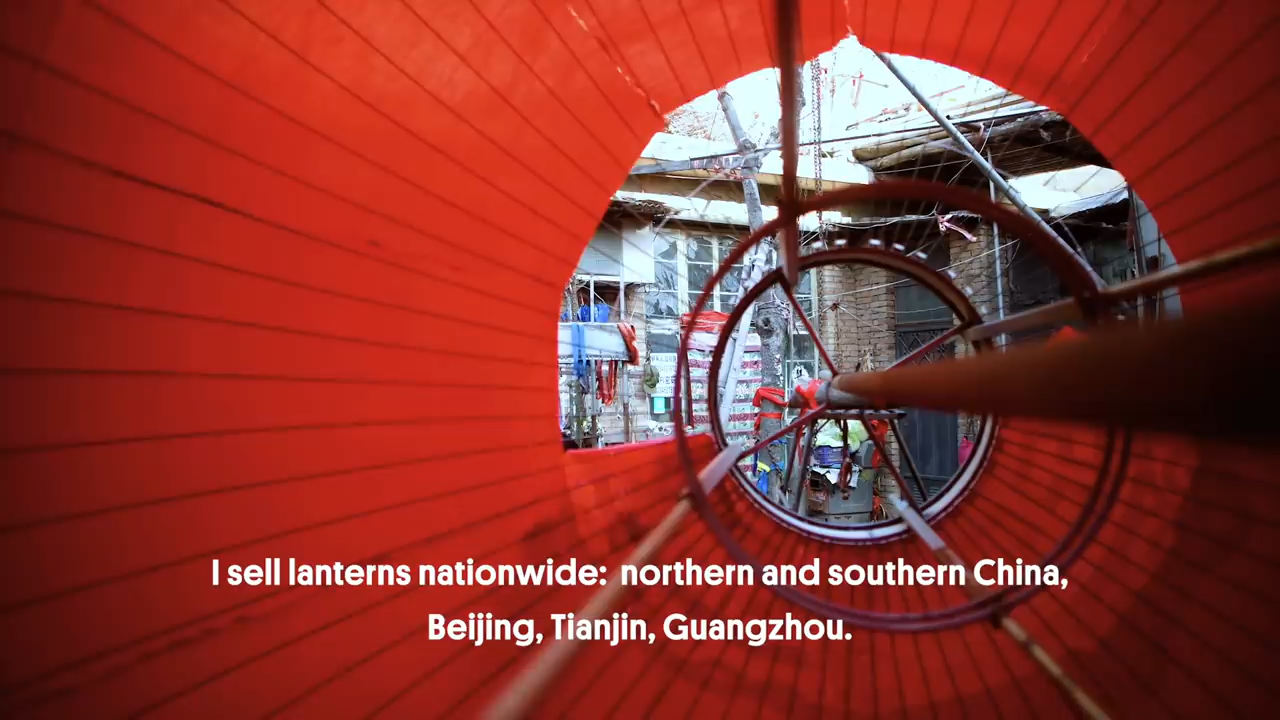 I sell lanterns nationwide:  northern and southern China,
Beijing, Tianjin, Guangzhou.